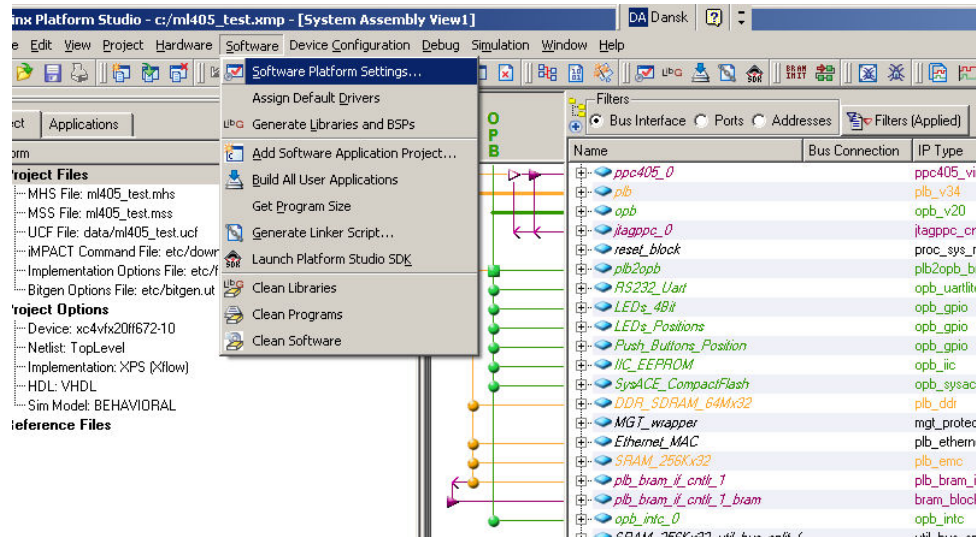 inx Platform Studio - c:/ml405_test.xmp - [System Assembly View1]
DA Dansk
e Edit View Project Hardware Software Device Configuration Debug Simulation Window Help
Software Platform Settings...
Assign Default Drivers
Generate Libraries and BSPs
Add Software Application Project...
Build All User Applications
Get Program Size
Generate Linker Script...
Launch Platform Studio SDK
Clean Libraries
Clean Programs
Clean Software
ect Applications
orm
Project Files
MHS File: ml405_test.mhs
MSS File: ml405_test.mss
UCF File: data/ml405_test.ucf
iMPACT Command File: etc/down
Implementation Options File: etc/f
Bitgen Options File: etc/bitgen.ut
Project Options
Device: xc4vfx20ff672-10
Netlist: TopLevel
Implementation: XPS (Xflow)
HDL: VHDL
Sim Model: BEHAVIORAL
Reference Files
O
P
B
Filters
Bus Interface Ports Addresses Filters (Applied)
Name Bus Connection IP Type
ppc405_0 ppc405_vi
plb plb_v34
opb opb_v20
jtagppc_0 jtagppc_cn
reset_block proc_sys_r
plb2opb plb2opb_b
RS232_Uart opb_uartlite
LEDs_4Bit opb_gpio
LEDs_Positions opb_gpio
Push_Buttons_Position opb_gpio
IIC_EEPROM opb_iic
SysACE_CompactFlash opb_sysac
DDR_SDRAM_64Mx32 plb_ddr
MGT_wrapper mgt_protec
Ethernet_MAC plb_ethern
SRAM_256Kx32 plb_emc
plb_bram_if_cntlr_1 plb_bram_i
plb_bram_if_cntlr_1_bram bram_block
opb_intc_0 opb_intc